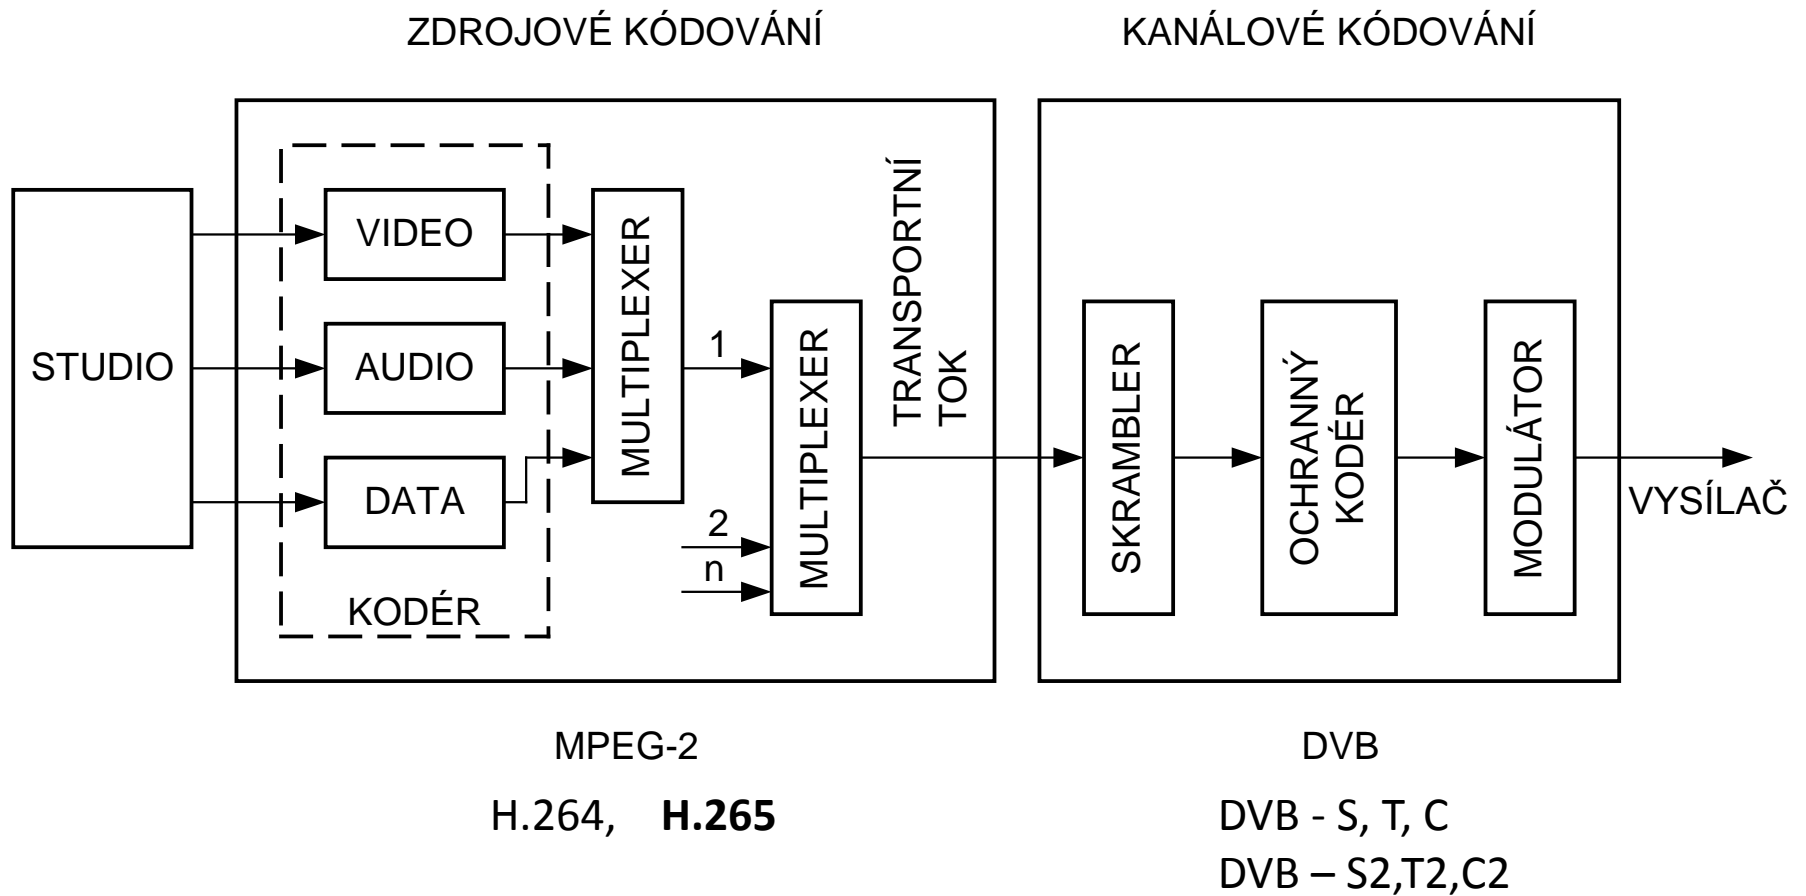 ZDROJOVÉ KÓDOVÁNÍ
KANÁLOVÉ KÓDOVÁNÍ
STUDIO
VIDEO
AUDIO
DATA
KODÉR
MULTIPLEXER
1
2
n
MULTIPLEXER
TRANSPORTNÍ
TOK
SKRAMBLER
OCHRANNÝ
KODÉR
MODULÁTOR
VYSÍLAČ
MPEG-2
H.264, H.265
DVB
DVB - S, T, C
DVB – S2,T2,C2